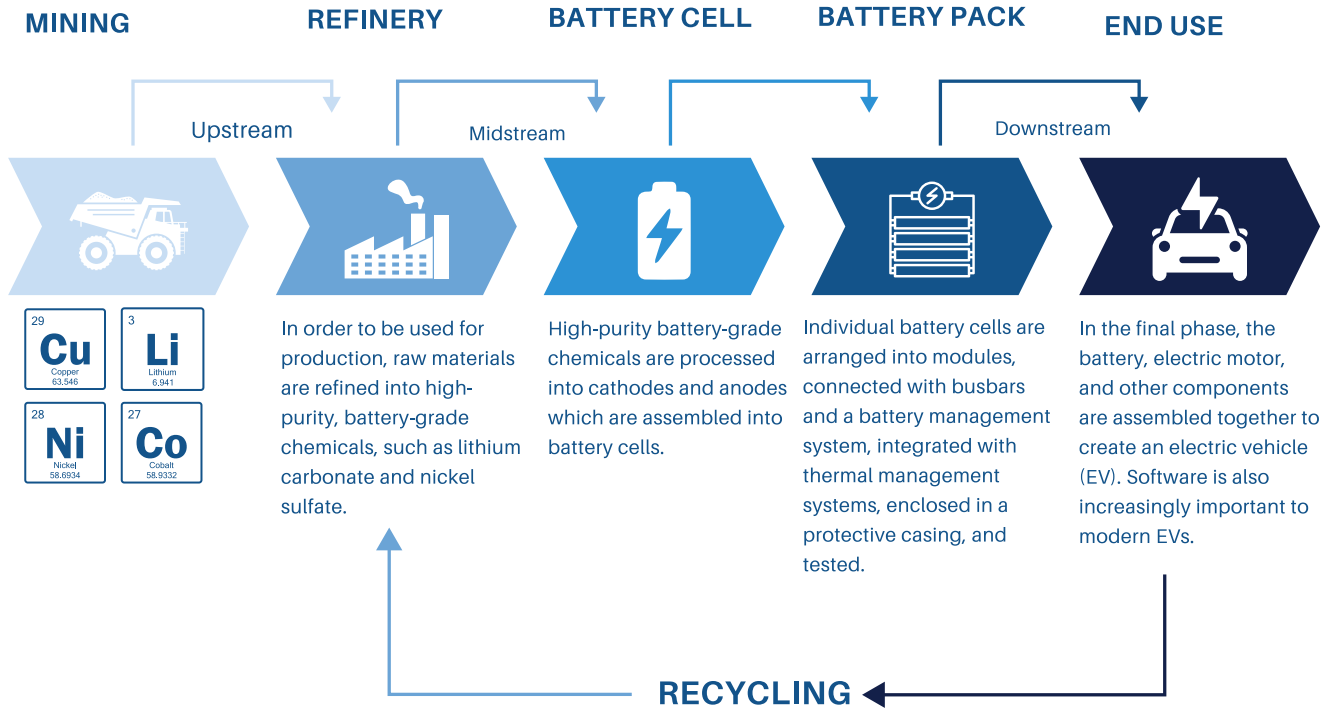 MINING
REFINERY
BATTERY CELL
BATTERY PACK
END USE
Upstream
Midstream
Downstream
29
Cu
Copper
63.546
3
Li
Lithium
6.941
28
Ni
Nickel
58.6934
27
Co
Cobalt
58.9332
In order to be used for
production, raw materials
are refined into high-
purity, battery-grade
chemicals, such as lithium
carbonate and nickel
sulfate.
High-purity battery-grade
chemicals are processed
into cathodes and anodes
which are assembled into
battery cells.
Individual battery cells are
arranged into modules,
connected with busbars
and a battery management
system, integrated with
thermal management
systems, enclosed in a
protective casing, and
tested.
In the final phase, the
battery, electric motor,
and other components
are assembled together to
create an electric vehicle
(EV). Software is also
increasingly important to
modern EVs.
RECYCLING